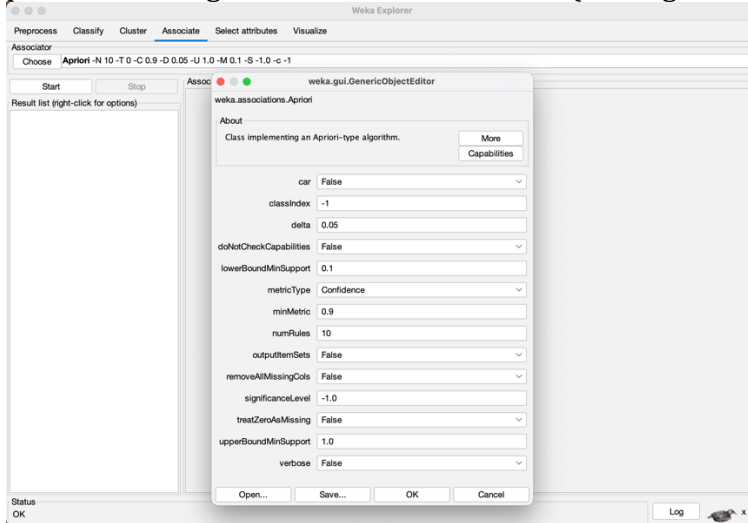 Weka Explorer
Preprocess Classify Cluster Associate Select attributes Visualize
Associator
Choose Apriori -N 10 -T 0 -C 0.9 -D 0.05 -U 1.0 -M 0.1 -S -1.0 -c -1
Start Stop
Result list (right-click for options)
Assoc
weka.gui.GenericObjectEditor
weka.associations.Apriori
About
Class implementing an Apriori-type algorithm.
More
Capabilities
car False
classIndex -1
delta 0.05
doNotCheckCapabilities False
lowerBoundMinSupport 0.1
metricType Confidence
minMetric 0.9
numRules 10
outputItemSets False
removeAllMissingCols False
significanceLevel -1.0
treatZeroAsMissing False
upperBoundMinSupport 1.0
verbose False
Open... Save... OK Cancel
Status
OK
Log
x